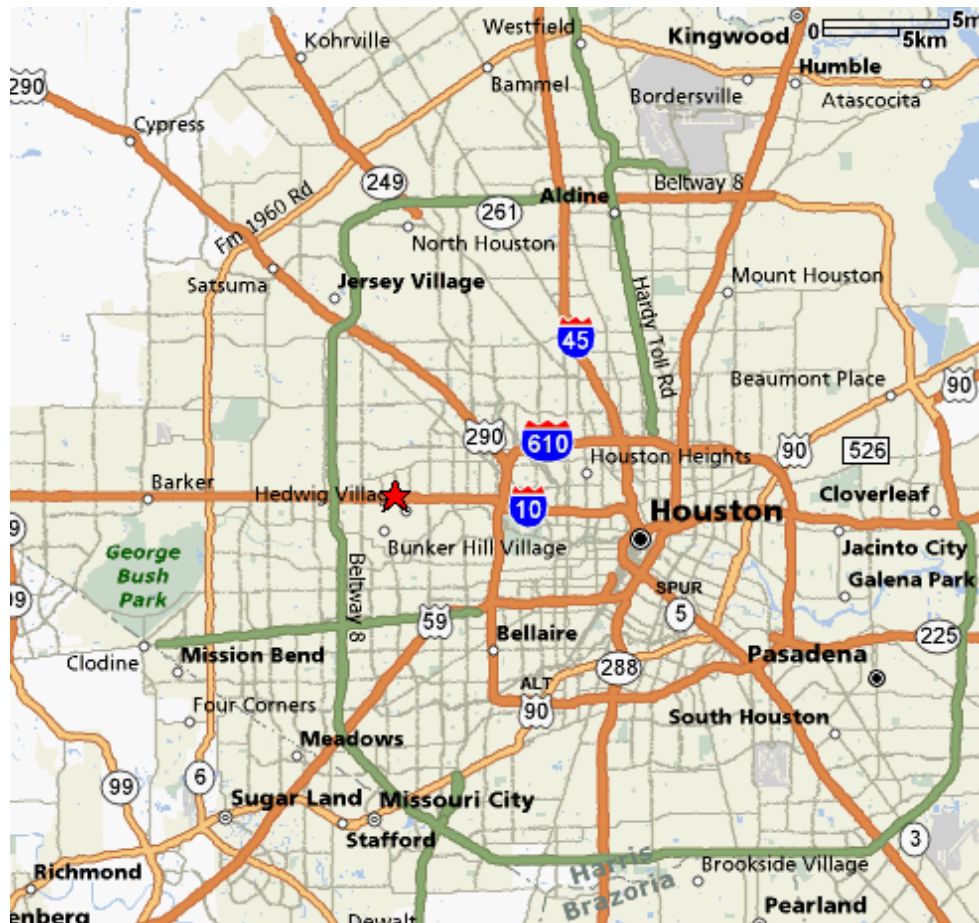 5m
0
5km
Westfield
Kingwood
Kohrville
Humble
290
Bammel
Bordersville
Atascocita
Cypress
249
Beltway 8
Aldine
261
Fm 1960 Rd
North Houston
Mount Houston
Satsuma
Jersey Village
Hardy Toll Rd
45
Beaumont Place
90
290
610
90
526
Houston Heights
Barker
Hedwig Villag
Cloverleaf
10
Houston
9
Bunker Hill Village
Jacinto City
George
Bush
Park
Beltway 8
Galena Park
SPUR
99
59
5
Bellaire
225
Clodine
Mission Bend
288
Pasadena
ALT
90
Four Corners
South Houston
Meadows
99
6
Sugar Land
Missouri City
Stafford
3
Harris
Brazoria
Brookside Village
Richmond
Pearland
enberg
Dewalt